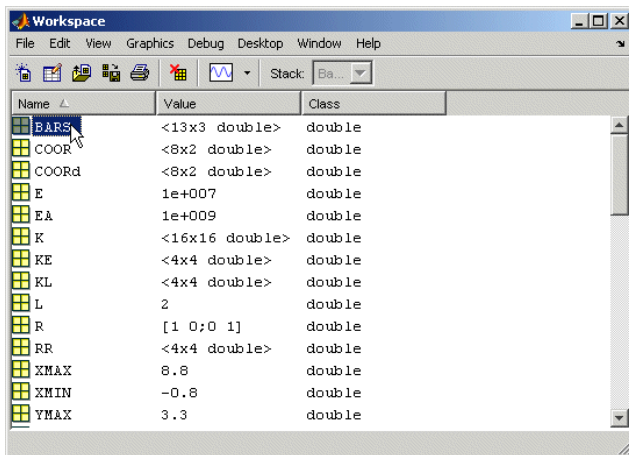 Workspace
File Edit View Graphics Debug Desktop Window Help
Stack: Ba...
Name Value Class
BARS <13x3 double> double
COOR <8x2 double> double
COORd <8x2 double> double
E 1e+007 double
EA 1e+009 double
K <16x16 double> double
KE <4x4 double> double
KL <4x4 double> double
L 2 double
R [1 0;0 1] double
RR <4x4 double> double
XMAX 8.8 double
XMIN -0.8 double
YMAX 3.3 double